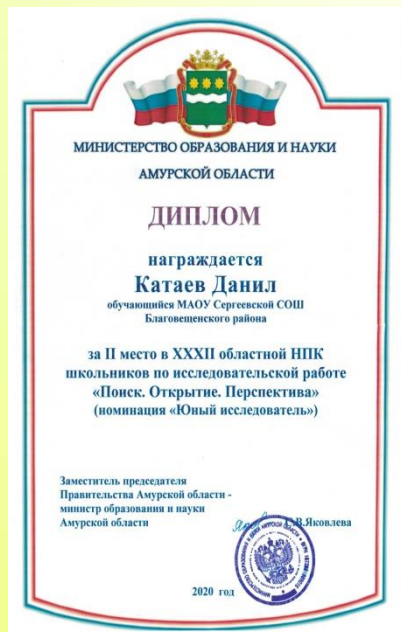 МИНИСТЕРСТВО ОБРАЗОВАНИЯ И НАУКИ
АМУРСКОЙ ОБЛАСТИ
ДИПЛОМ
награждается
Катаев Данил
обучающийся МАОУ Сергеевской СОШ
Благовещенского района
за II место в XXXII областной НПК
школьников по исследовательской работе
«Поиск. Открытие. Перспектива»
(номинация «Юный исследователь»)
Заместитель председателя
Правительства Амурской области -
министр образования и науки
Амурской области С.В.Яковлева
2020 год